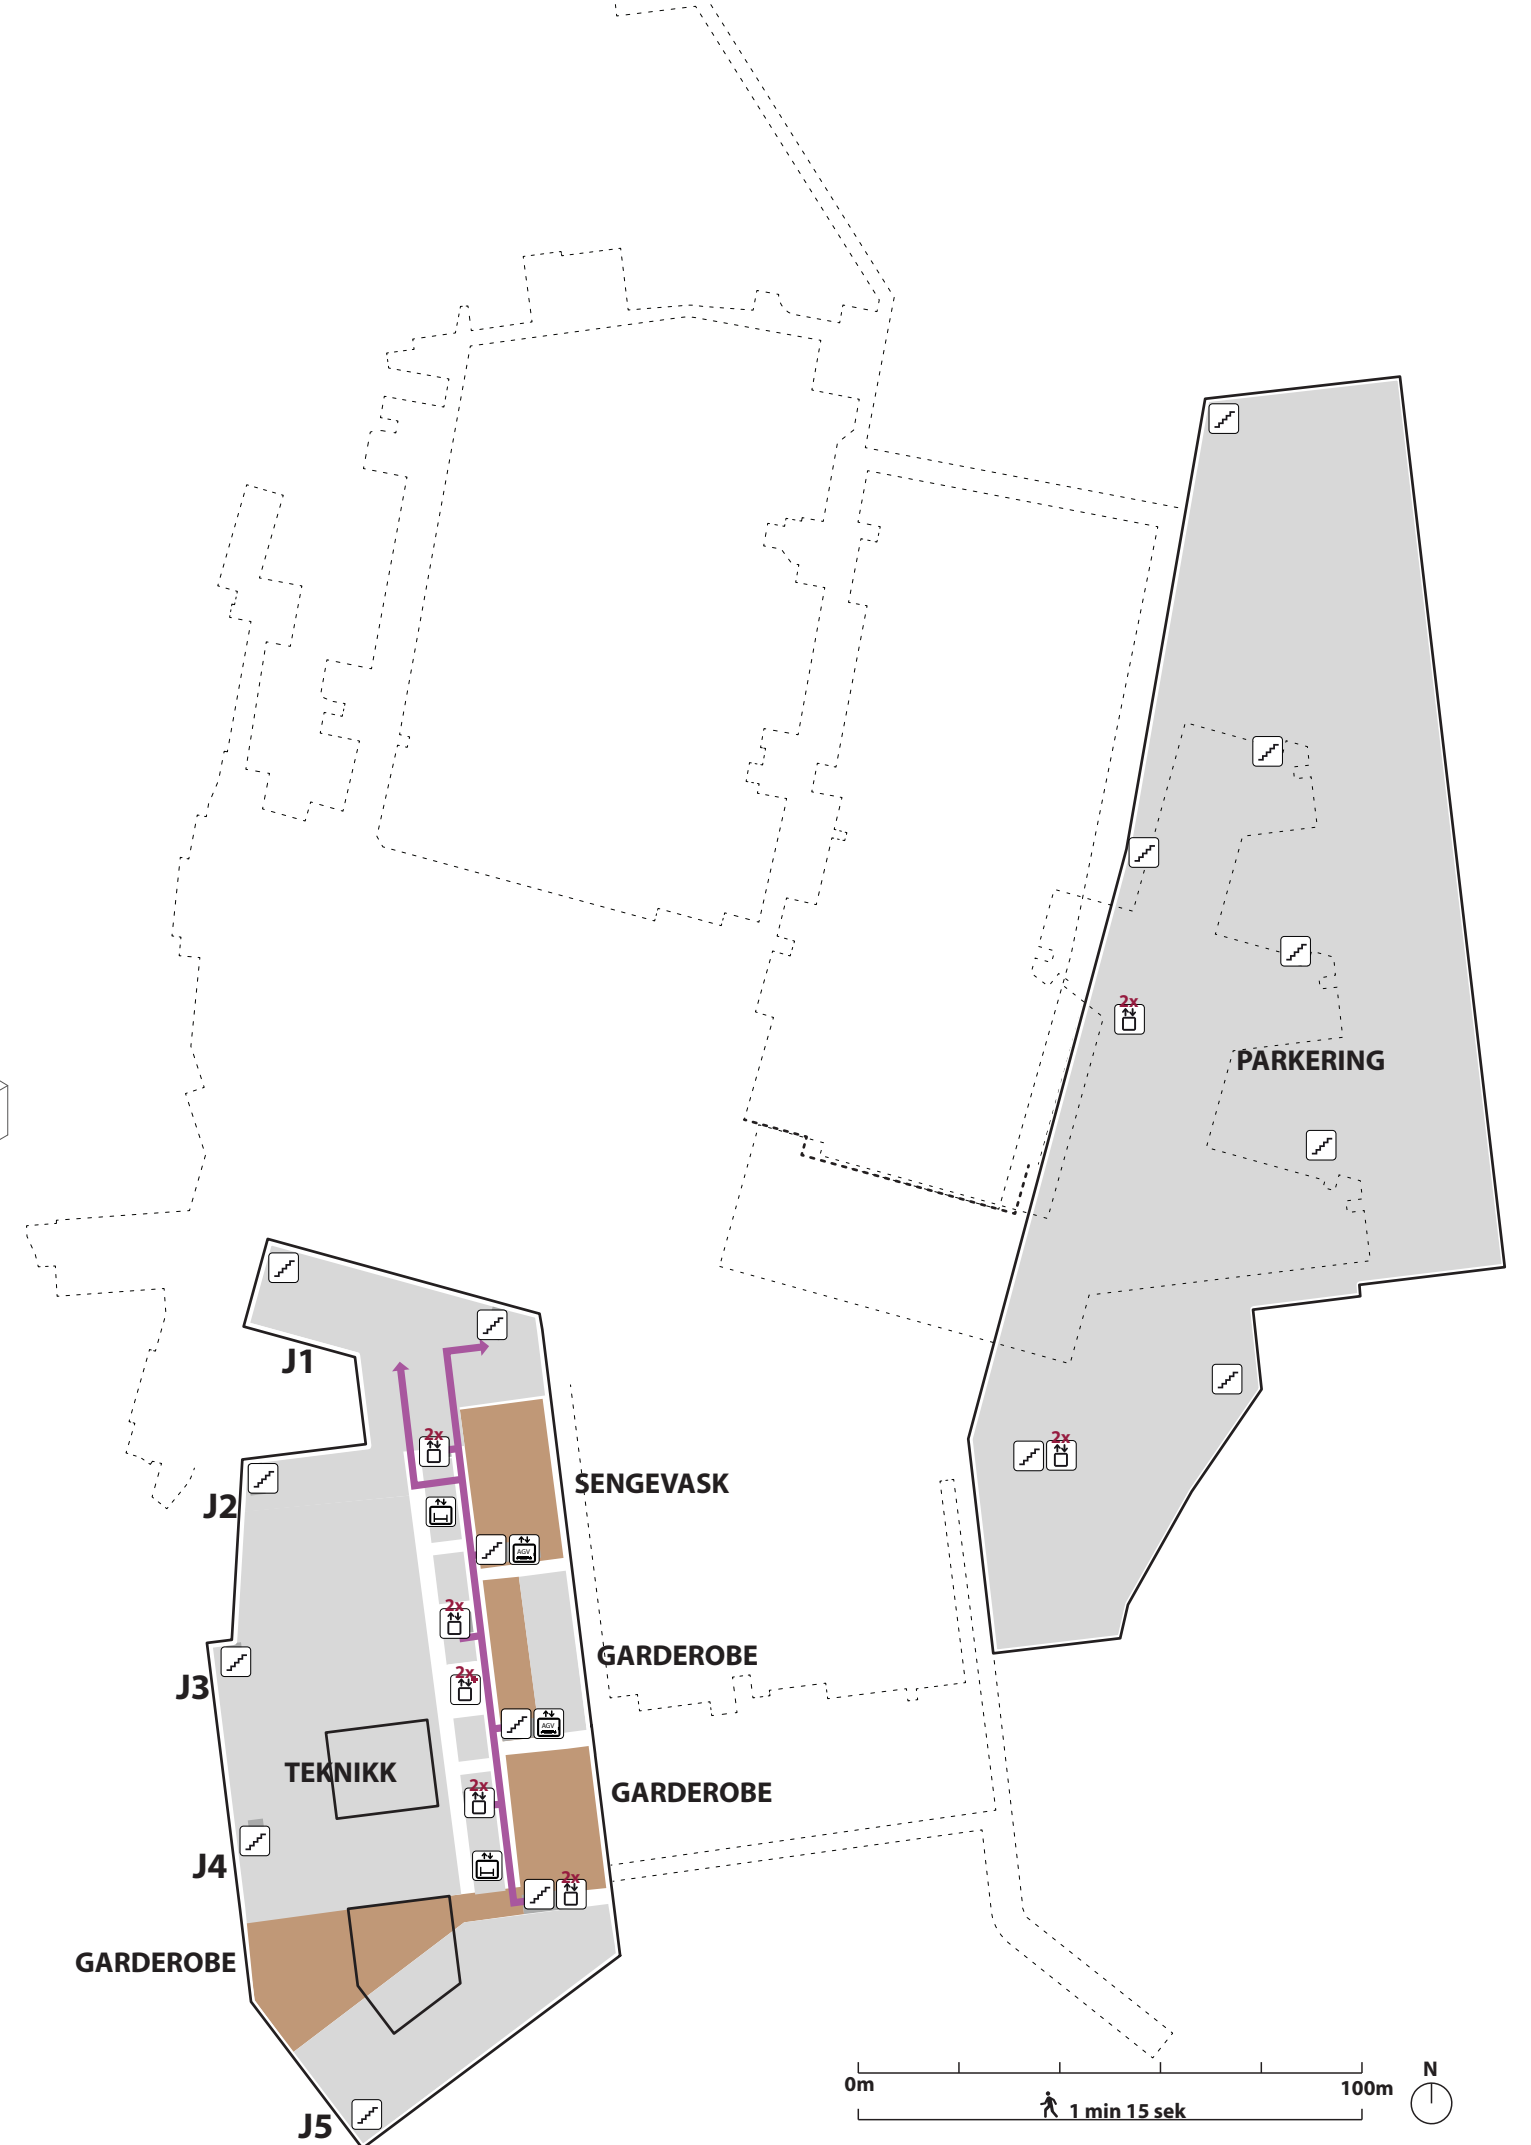 2x
PARKERING
J1
2x
2x
SENGEVASK
J2
AGV
2x
GARDEROBE
2x
J3
AGV
TEKNIKK
2x
GARDEROBE
J4
2x
GARDEROBE
N
0m
100m
1 min 15 sek
J5